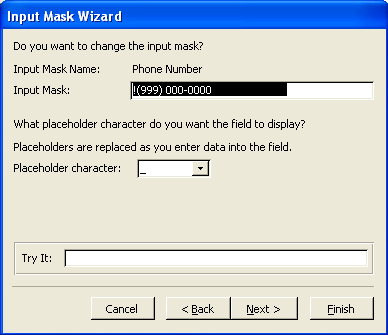 Input Mask Wizard
Do you want to change the input mask?
Input Mask Name: Phone Number
Input Mask: !(999) 000-0000
What placeholder character do you want the field to display?
Placeholders are replaced as you enter data into the field.
Placeholder character: _
Try It:
Cancel < Back Next > Finish